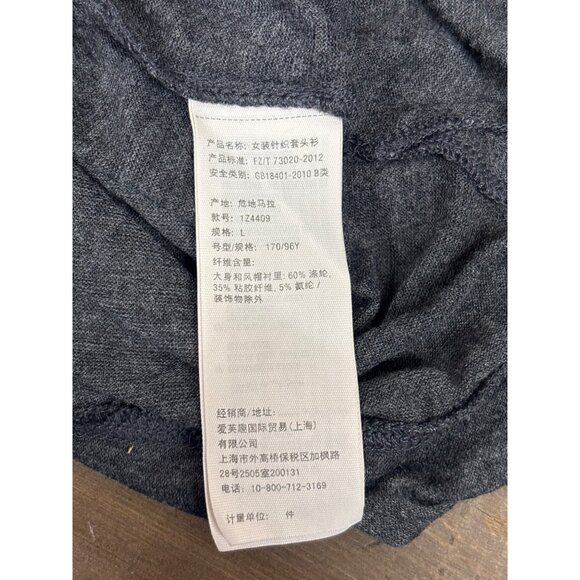 产品名称: 女装针织套头衫
产品标准: FZ/T 73020-2012
安全类别: GB18401-2010 B类
产地: 危地马拉
款号: 1Z4409
规格: L
号型/规格: 170/96Y
纤维含量:
大身和风帽衬里: 60% 涤纶,
35% 粘胶纤维, 5% 氨纶/
装饰物除外
经销商/地址:
爱芙趣国际贸易(上海)
有限公司
上海市外高桥保税区加枫路
28号2505室200131
电话: 10-800-712-3169
计量单位: 件